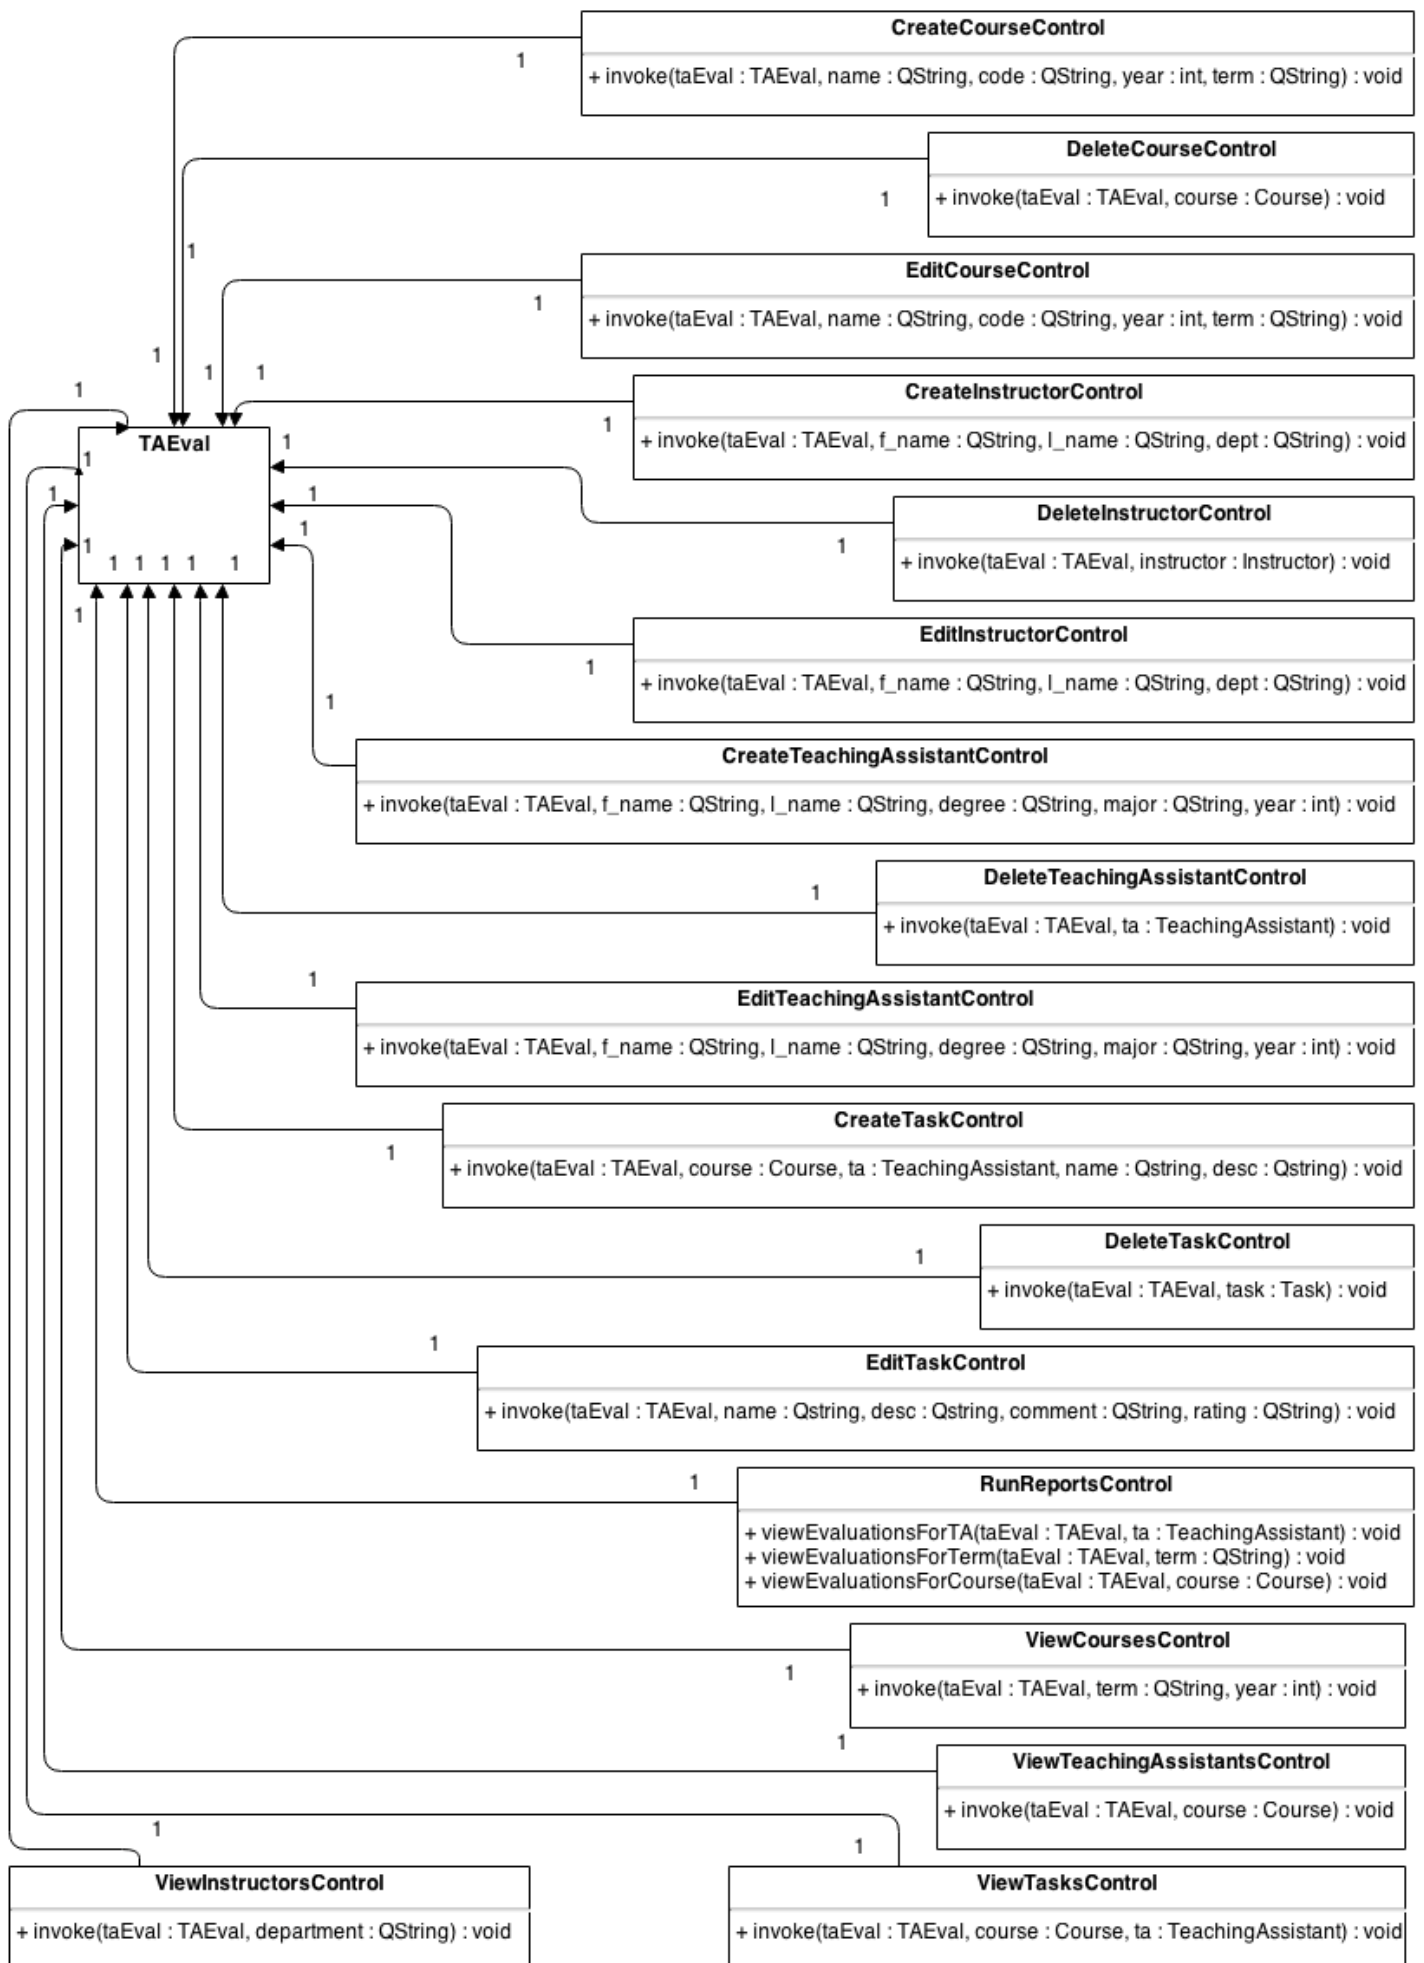 CreateCourseControl
1
+ invoke(taEval : TAEval, name : QString, code : QString, year : int, term : QString) : void
DeleteCourseControl
1
+ invoke(taEval : TAEval, course : Course) : void
1
EditCourseControl
1
+ invoke(taEval : TAEval, name : QString, code : QString, year : int, term : QString) : void
1
1
1
1
CreateInstructorControl
1
+ invoke(taEval : TAEval, f_name : QString, l_name : QString, dept : QString) : void
TAEval
1
1
1
1
1
1
1
1
1
1
1
1
DeleteInstructorControl
1
+ invoke(taEval : TAEval, instructor : Instructor) : void
EditInstructorControl
1
+ invoke(taEval : TAEval, f_name : QString, l_name : QString, dept : QString) : void
1
CreateTeachingAssistantControl
+ invoke(taEval : TAEval, f_name : QString, l_name : QString, degree : QString, major : QString, year : int) : void
DeleteTeachingAssistantControl
1
+ invoke(taEval : TAEval, ta : TeachingAssistant) : void
1
EditTeachingAssistantControl
+ invoke(taEval : TAEval, f_name : QString, l_name : QString, degree : QString, major : QString, year : int) : void
CreateTaskControl
1
+ invoke(taEval : TAEval, course : Course, ta : TeachingAssistant, name : Qstring, desc : Qstring) : void
DeleteTaskControl
1
+ invoke(taEval : TAEval, task : Task) : void
1
EditTaskControl
+ invoke(taEval : TAEval, name : Qstring, desc : Qstring, comment : QString, rating : QString) : void
1
RunReportsControl
+ viewEvaluationsForTA(taEval : TAEval, ta : TeachingAssistant) : void
+ viewEvaluationsForTerm(taEval : TAEval, term : QString) : void
+ viewEvaluationsForCourse(taEval : TAEval, course : Course) : void
ViewCoursesControl
1
+ invoke(taEval : TAEval, term : QString, year : int) : void
1
ViewTeachingAssistantsControl
+ invoke(taEval : TAEval, course : Course) : void
1
1
ViewInstructorsControl
+ invoke(taEval : TAEval, department : QString) : void
ViewTasksControl
+ invoke(taEval : TAEval, course : Course, ta : TeachingAssistant) : void